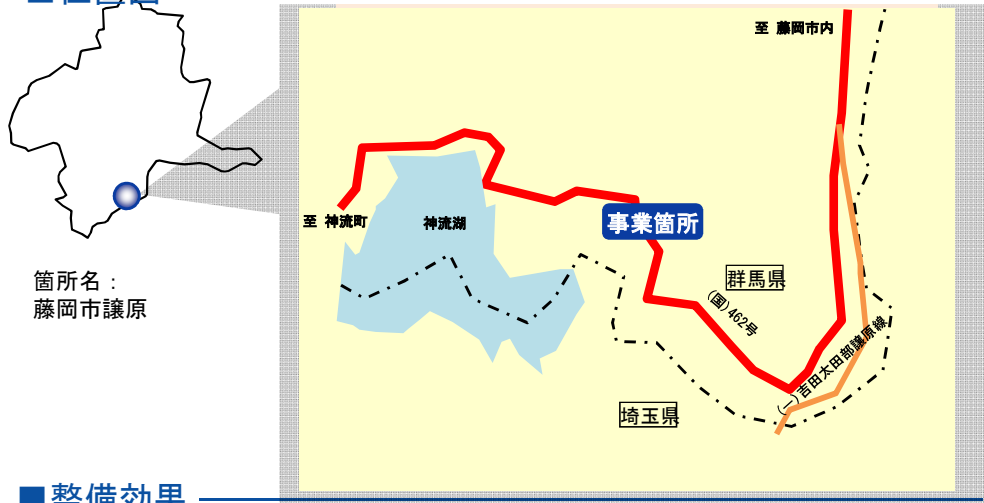 至 藤岡市内
至 神流町
神流湖
事業箇所
群馬県
(国)462号
(一)吉田太田部譲原線
埼玉県
箇所名：
藤岡市譲原
■整備効果